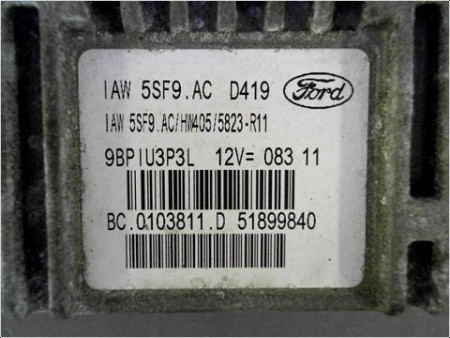 IAW 5SF9.AC D419 Ford
IAW 5SF9.AC/HW405/5823-R11
9BPIU3P3L 12V= 083 11
BC.0103811.D 51899840